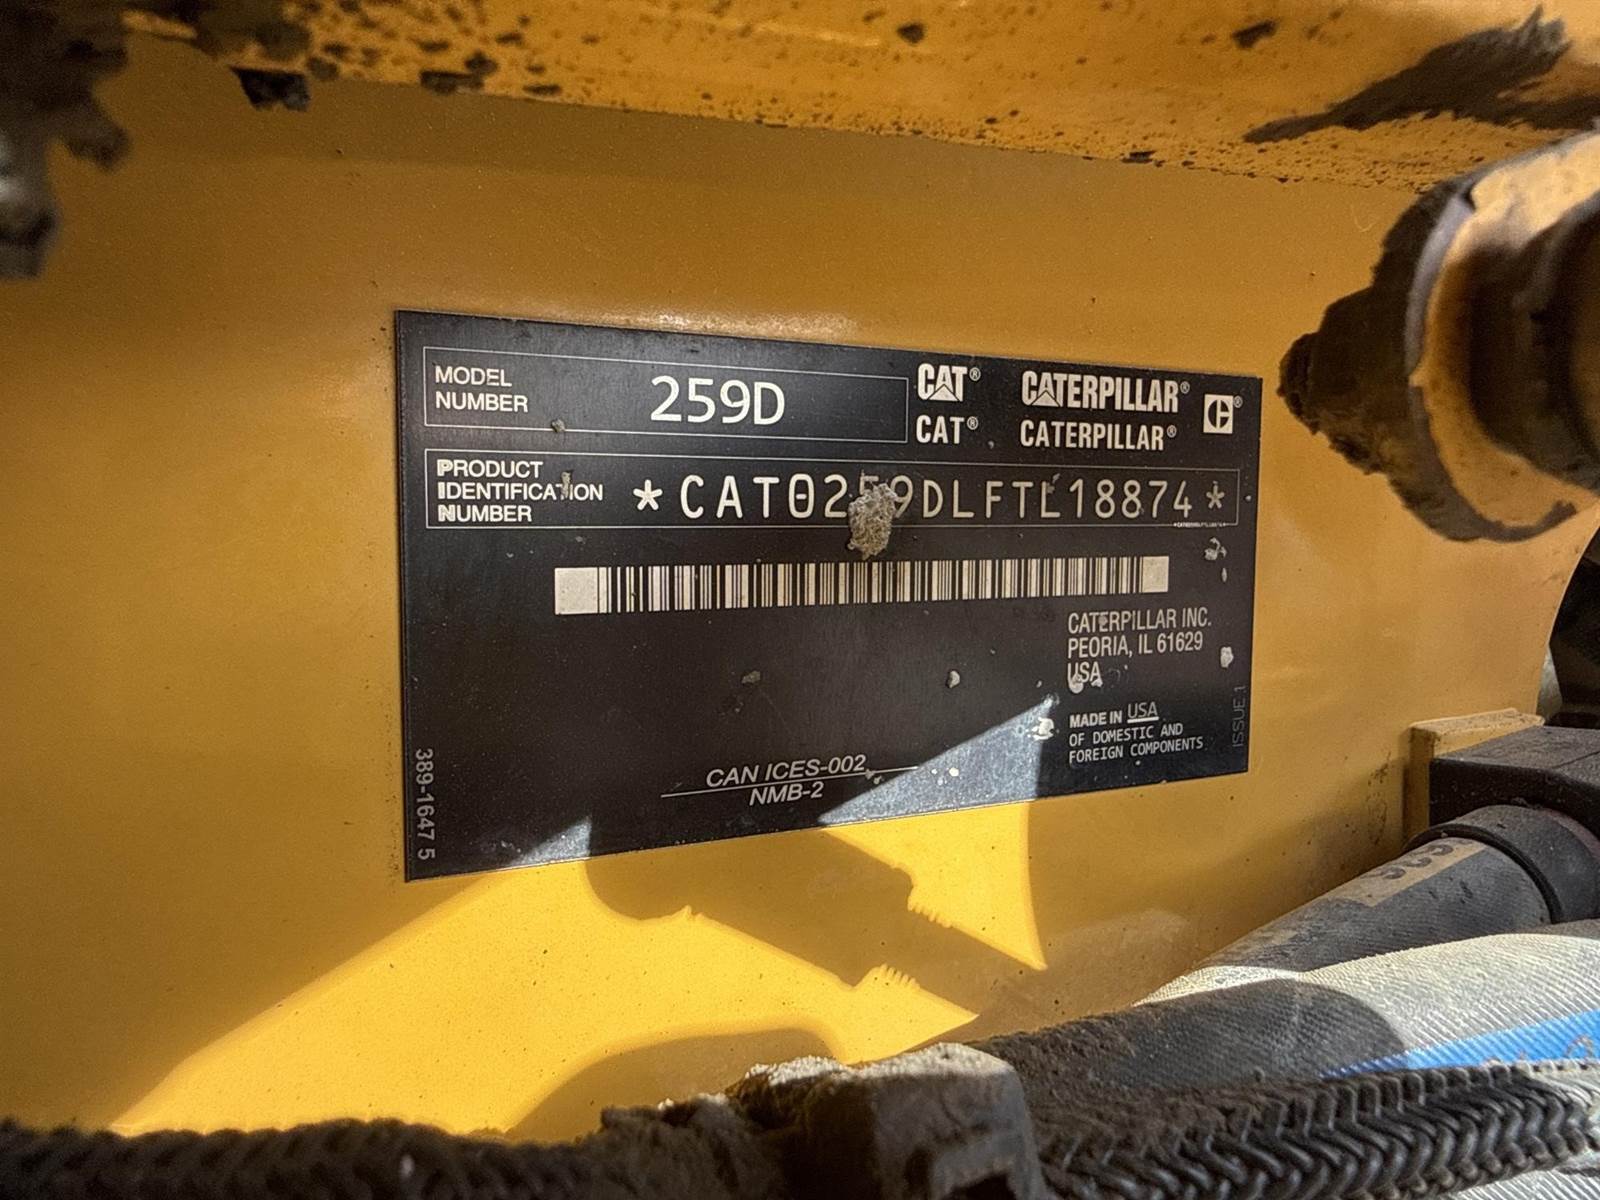 MODEL
NUMBER
259D
CAT® CATERPILLAR® ®
CAT® CATERPILLAR®
PRODUCT
IDENTIFICATION
NUMBER
*CAT0259DLFTL18874*
CATERPILLAR INC.
PEORIA, IL 61629
USA
MADE IN USA
OF DOMESTIC AND
FOREIGN COMPONENTS
ISSUE 1
CAN ICES-002
NMB-2
389-1647 5